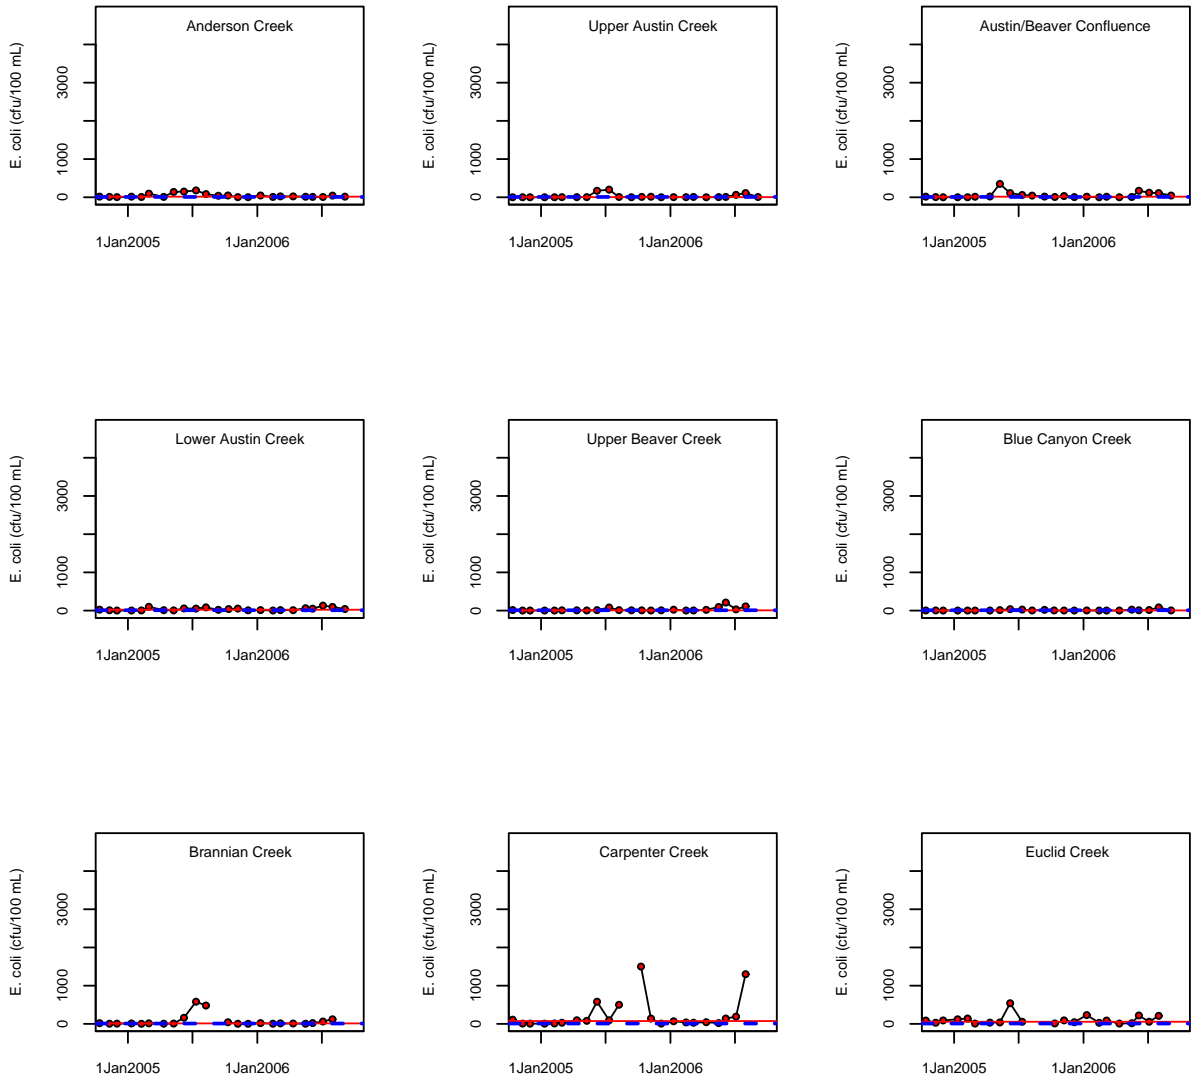 Anderson Creek
E. coli (cfu/100 mL)
0 1000 3000
1Jan2005 1Jan2006
Upper Austin Creek
E. coli (cfu/100 mL)
0 1000 3000
1Jan2005 1Jan2006
Austin/Beaver Confluence
E. coli (cfu/100 mL)
0 1000 3000
1Jan2005 1Jan2006
Lower Austin Creek
E. coli (cfu/100 mL)
0 1000 3000
1Jan2005 1Jan2006
Upper Beaver Creek
E. coli (cfu/100 mL)
0 1000 3000
1Jan2005 1Jan2006
Blue Canyon Creek
E. coli (cfu/100 mL)
0 1000 3000
1Jan2005 1Jan2006
Brannian Creek
E. coli (cfu/100 mL)
0 1000 3000
1Jan2005 1Jan2006
Carpenter Creek
E. coli (cfu/100 mL)
0 1000 3000
1Jan2005 1Jan2006
Euclid Creek
E. coli (cfu/100 mL)
0 1000 3000
1Jan2005 1Jan2006